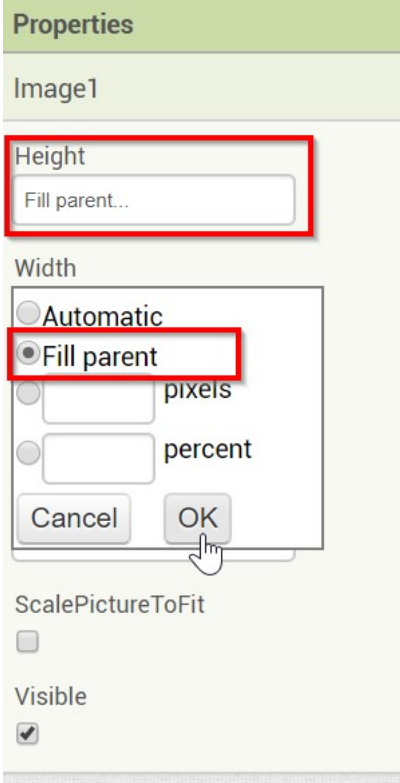 Properties
Image1
Height
Fill parent...
Width
Automatic
Fill parent
pixels
percent
Cancel OK
ScalePictureToFit
Visible